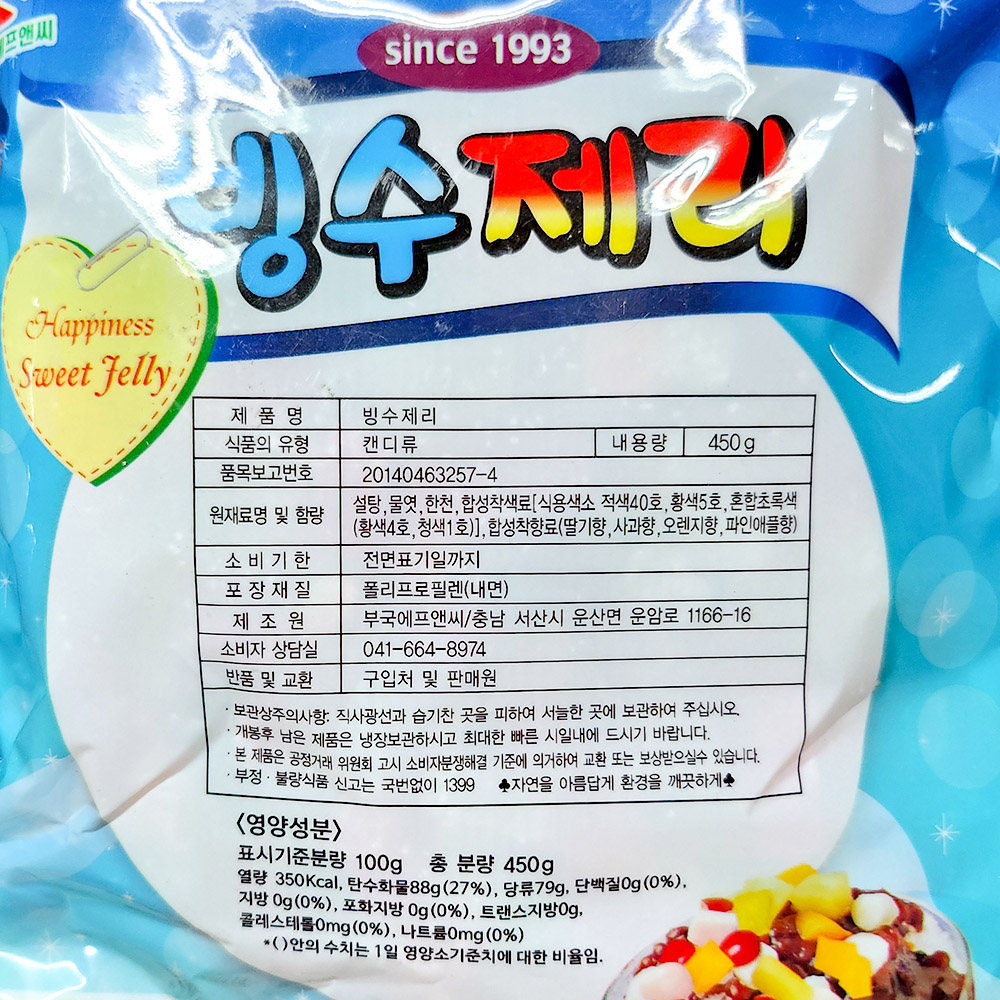 에프앤씨
since 1993
빙수제리
Happiness
Sweet Jelly
제 품 명 빙수제리
식품의 유형 캔디류 내용량 450g
품목보고번호 20140463257-4
원재료명 및 함량 설탕,물엿,한천,합성착색료[식용색소 적색40호,황색5호,혼합초록색
(황색4호,청색1호)],합성착향료(딸기향,사과향,오렌지향,파인애플향)
소 비 기 한 전면표기일까지
포 장 재 질 폴리프로필렌(내면)
제 조 원 부국에프앤씨/충남 서산시 운산면 운암로 1166-16
소비자 상담실 041-664-8974
반품 및 교환 구입처 및 판매원
· 보관상주의사항: 직사광선과 습기찬 곳을 피하여 서늘한 곳에 보관하여 주십시오.
· 개봉후 남은 제품은 냉장보관하시고 최대한 빠른 시일내에 드시기 바랍니다.
· 본 제품은 공정거래 위원회 고시 소비자분쟁해결 기준에 의거하여 교환 또는 보상받으실수 있습니다.
· 부정·불량식품 신고는 국번없이 1399 ♣자연을 아름답게 환경을 깨끗하게♣
〈영양성분〉
표시기준분량 100g 총 분량 450g
열량 350Kcal, 탄수화물88g(27%), 당류79g, 단백질0g(0%),
지방 0g(0%), 포화지방 0g(0%), 트랜스지방0g,
콜레스테롤0mg(0%), 나트륨0mg(0%)
*( )안의 수치는 1일 영양소기준치에 대한 비율임.